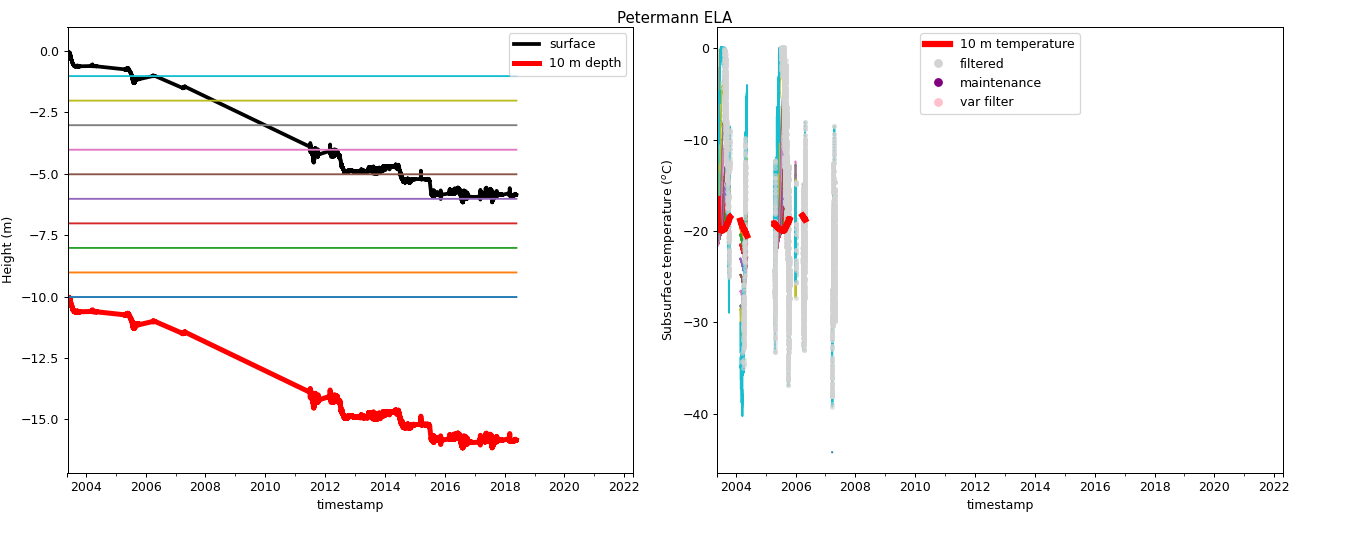 Petermann ELA
surface
10 m depth
0.0
−2.5
−5.0
−7.5
−10.0
−12.5
−15.0
Height (m)
2004 2006 2008 2010 2012 2014 2016 2018 2020 2022
timestamp
10 m temperature
filtered
maintenance
var filter
0
−10
−20
−30
−40
Subsurface temperature (°C)
2004 2006 2008 2010 2012 2014 2016 2018 2020 2022
timestamp